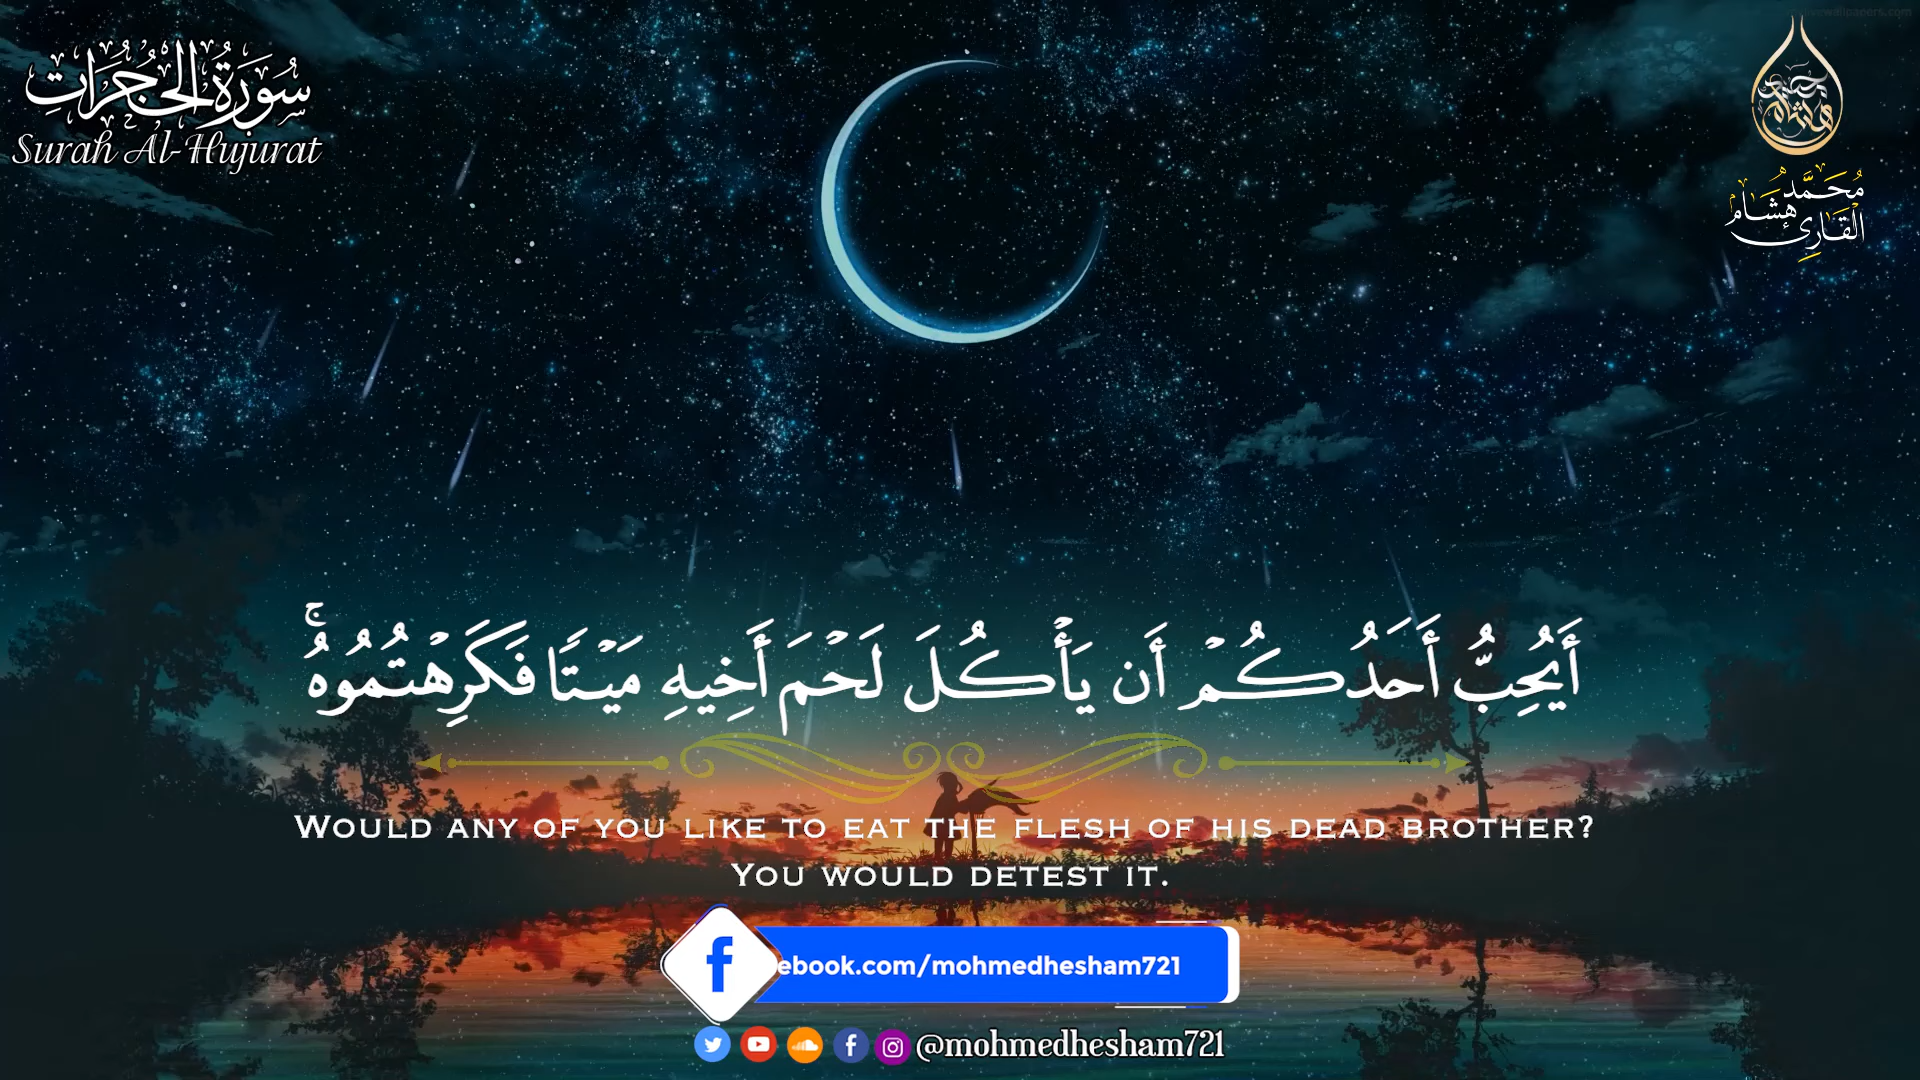 سُورَةُ الحُجُرَاتِ
Surah Al-Hujurat
مُحَمَّد هِشَام
الْقَارِئ
أَيُحِبُّ أَحَدُكُمْ أَن يَأْكُلَ لَحْمَ أَخِيهِ مَيْتًا فَكَرِهْتُمُوهُ ۚ
Would any of you like to eat the flesh of his dead brother?
You would detest it.
ebook.com/mohmedhesham721
@mohmedhesham721